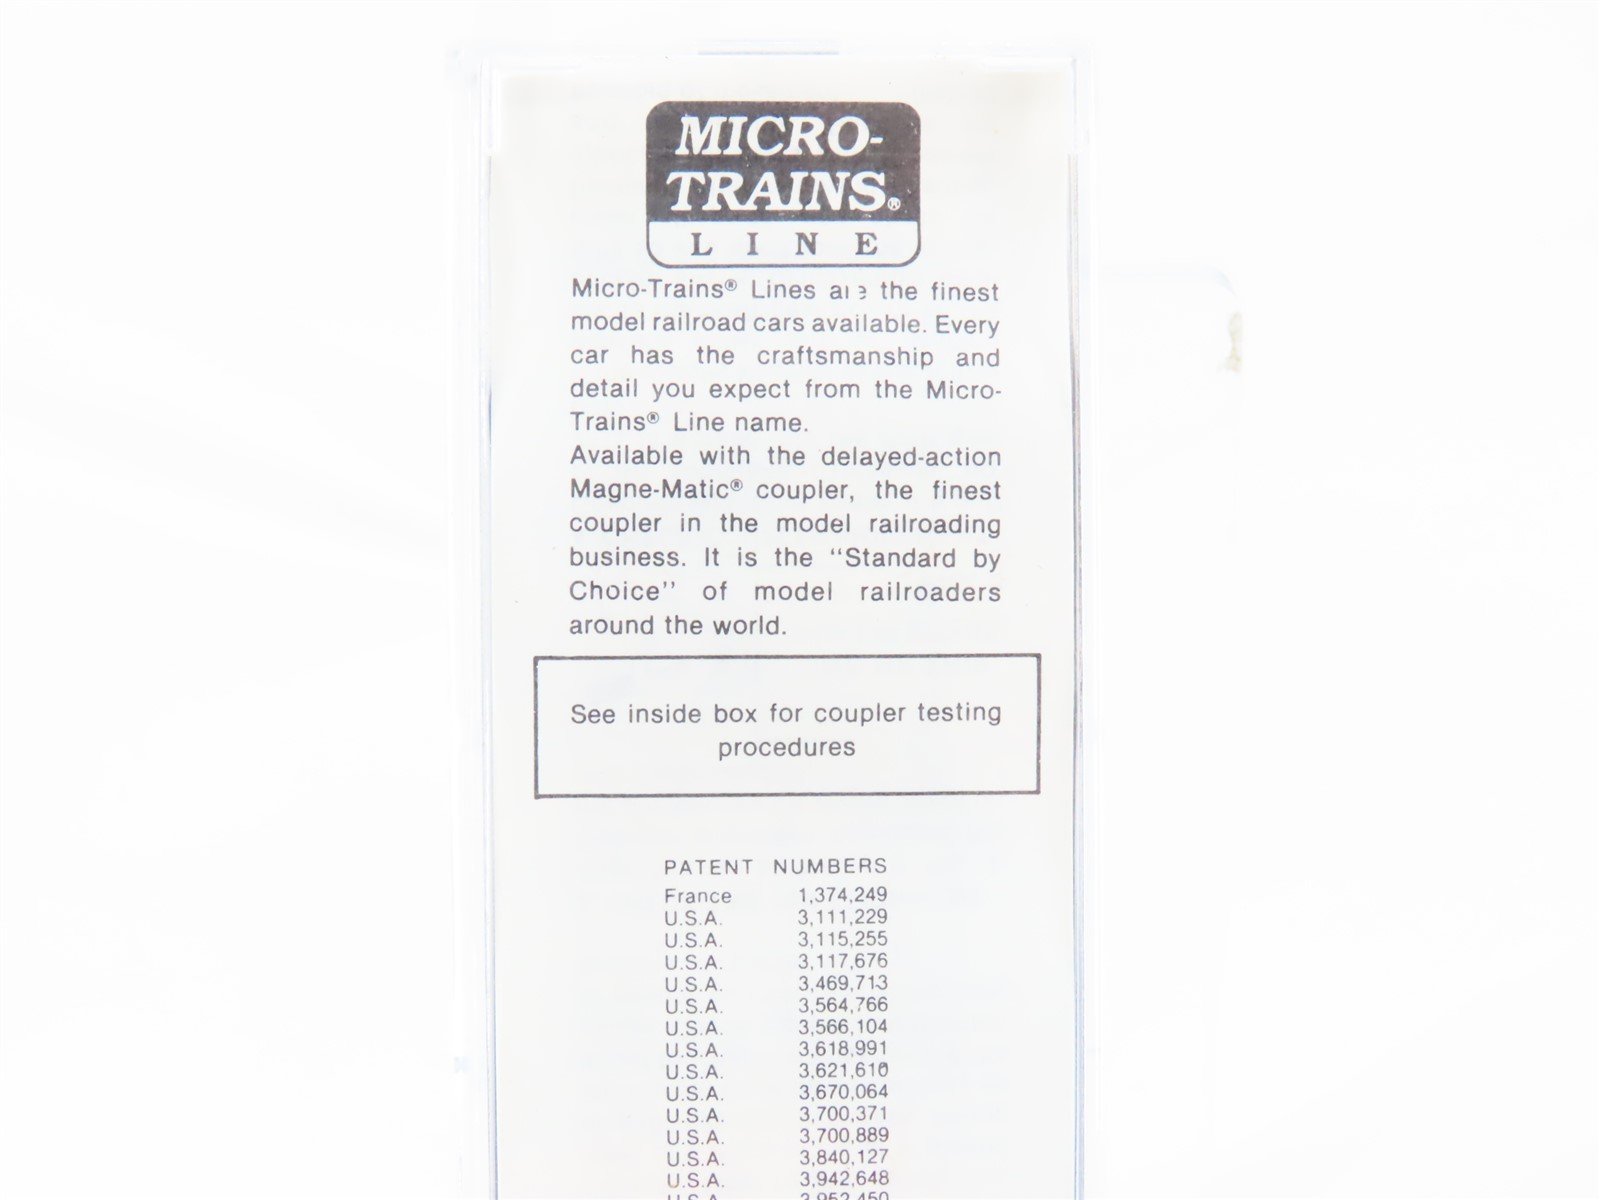 MICRO-
TRAINS®
LINE
Micro-Trains® Lines are the finest
model railroad cars available. Every
car has the craftsmanship and
detail you expect from the Micro-
Trains® Line name.
Available with the delayed-action
Magne-Matic® coupler, the finest
coupler in the model railroading
business. It is the "Standard by
Choice" of model railroaders
around the world.
See inside box for coupler testing
procedures
PATENT NUMBERS
France 1,374,249
U.S.A. 3,111,229
U.S.A. 3,115,255
U.S.A. 3,117,676
U.S.A. 3,469,713
U.S.A. 3,564,766
U.S.A. 3,566,104
U.S.A. 3,618,991
U.S.A. 3,621,610
U.S.A. 3,670,064
U.S.A. 3,700,371
U.S.A. 3,700,889
U.S.A. 3,840,127
U.S.A. 3,942,648
U.S.A. 3,952,450